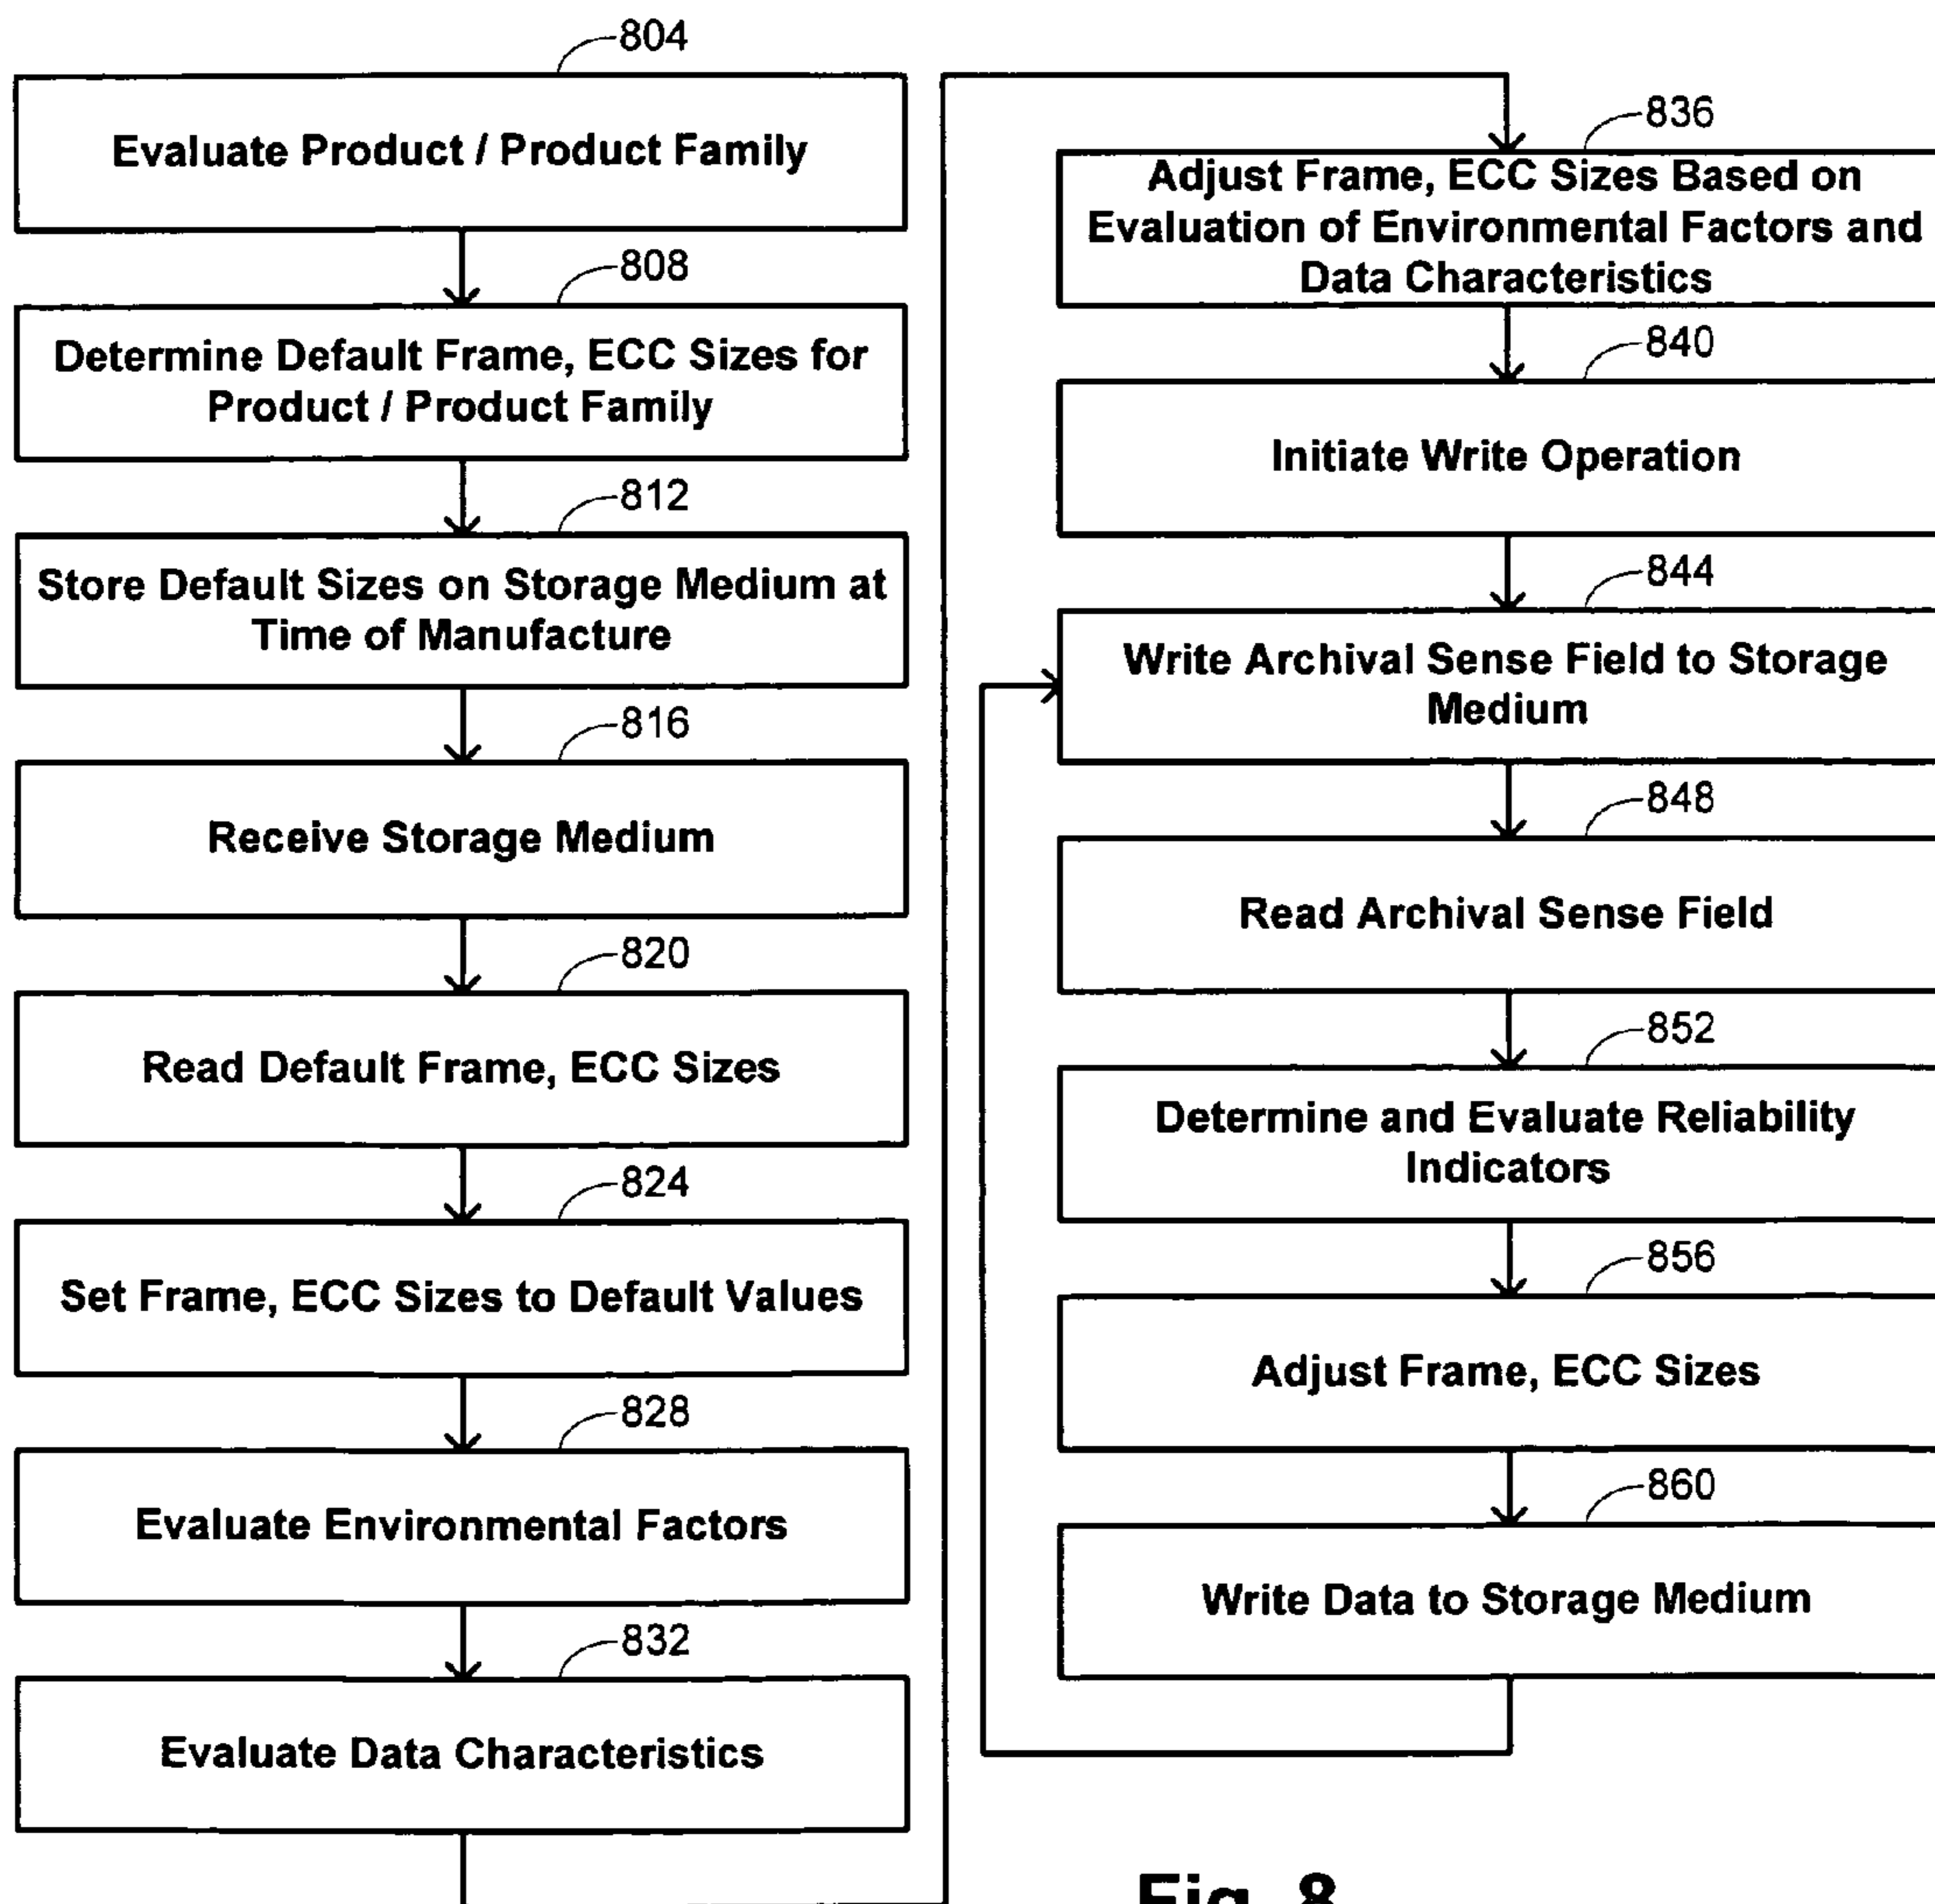 804
Evaluate Product / Product Family
808
Determine Default Frame, ECC Sizes for
Product / Product Family
812
Store Default Sizes on Storage Medium at
Time of Manufacture
816
Receive Storage Medium
820
Read Default Frame, ECC Sizes
824
Set Frame, ECC Sizes to Default Values
828
Evaluate Environmental Factors
832
Evaluate Data Characteristics
836
Adjust Frame, ECC Sizes Based on
Evaluation of Environmental Factors and
Data Characteristics
840
Initiate Write Operation
844
Write Archival Sense Field to Storage
Medium
848
Read Archival Sense Field
852
Determine and Evaluate Reliability
Indicators
856
Adjust Frame, ECC Sizes
860
Write Data to Storage Medium
Fig. 8